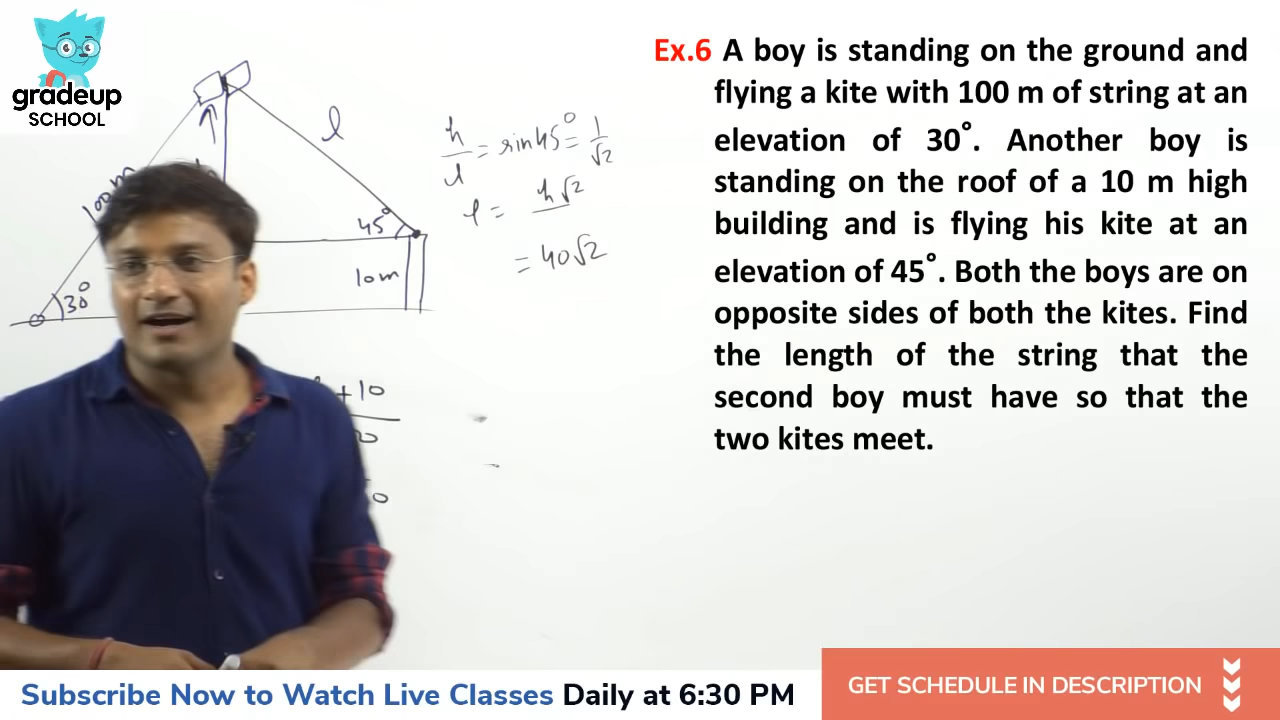 gradeup
SCHOOL
l
100m
45°
10m
30°
h/l = sin45° = 1/√2
l = h√2
= 40√2
+10
Ex.6 A boy is standing on the ground and
flying a kite with 100 m of string at an
elevation of 30°. Another boy is
standing on the roof of a 10 m high
building and is flying his kite at an
elevation of 45°. Both the boys are on
opposite sides of both the kites. Find
the length of the string that the
second boy must have so that the
two kites meet.
Subscribe Now to Watch Live Classes Daily at 6:30 PM
GET SCHEDULE IN DESCRIPTION